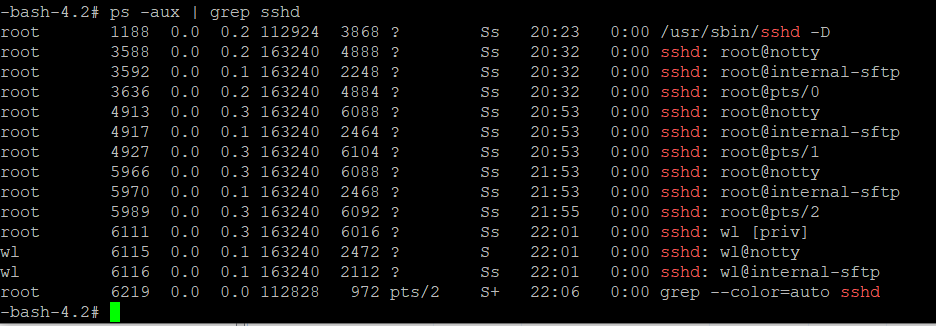 -bash-4.2# ps -aux | grep sshd
root 1188 0.0 0.2 112924 3868 ? Ss 20:23 0:00 /usr/sbin/sshd -D
root 3588 0.0 0.2 163240 4888 ? Ss 20:32 0:00 sshd: root@notty
root 3592 0.0 0.1 163240 2248 ? Ss 20:32 0:00 sshd: root@internal-sftp
root 3636 0.0 0.2 163240 4884 ? Ss 20:32 0:00 sshd: root@pts/0
root 4913 0.0 0.3 163240 6088 ? Ss 20:53 0:00 sshd: root@notty
root 4917 0.0 0.1 163240 2464 ? Ss 20:53 0:00 sshd: root@internal-sftp
root 4927 0.0 0.3 163240 6104 ? Ss 20:53 0:00 sshd: root@pts/1
root 5966 0.0 0.3 163240 6088 ? Ss 21:53 0:00 sshd: root@notty
root 5970 0.0 0.1 163240 2468 ? Ss 21:53 0:00 sshd: root@internal-sftp
root 5989 0.0 0.3 163240 6092 ? Ss 21:55 0:00 sshd: root@pts/2
root 6111 0.0 0.3 163240 6016 ? Ss 22:01 0:00 sshd: wl [priv]
wl 6115 0.0 0.1 163240 2472 ? S 22:01 0:00 sshd: wl@notty
wl 6116 0.0 0.1 163240 2112 ? Ss 22:01 0:00 sshd: wl@internal-sftp
root 6219 0.0 0.0 112828 972 pts/2 S+ 22:06 0:00 grep --color=auto sshd
-bash-4.2#